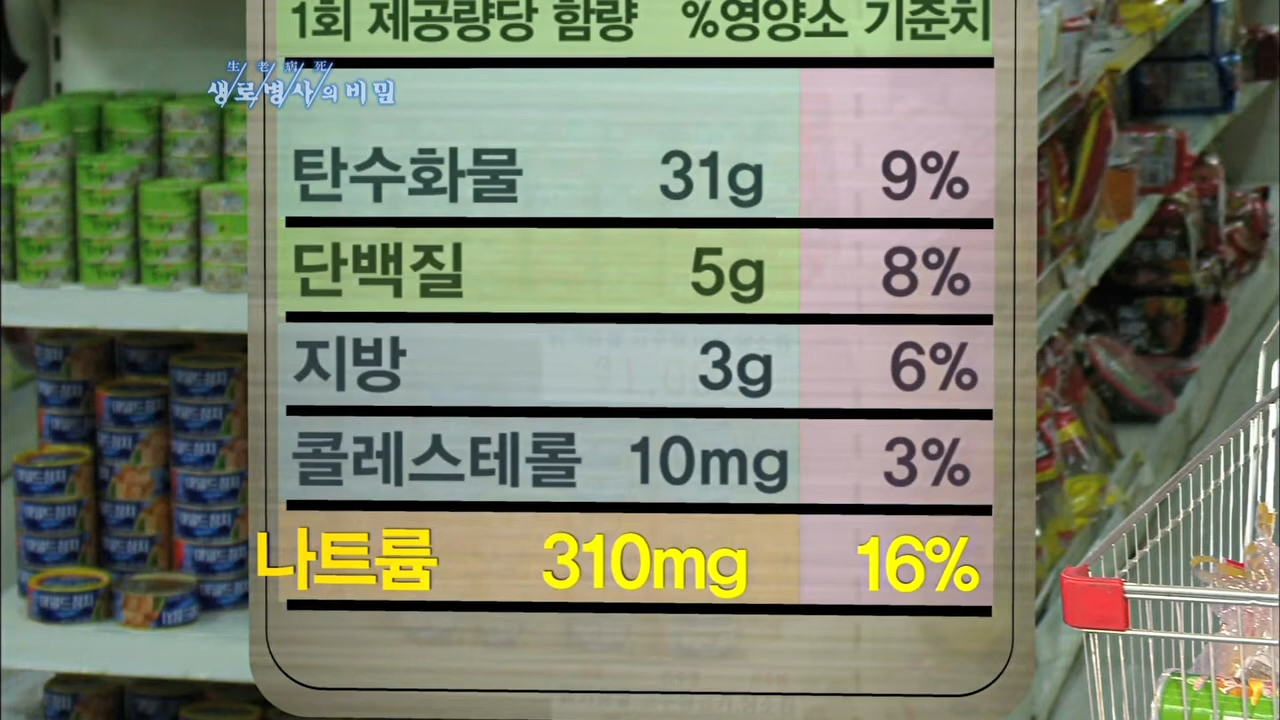 1회 제공량당 함량 %영양소 기준치
生老病死
생로병사의 비밀
탄수화물 31g 9%
단백질 5g 8%
지방 3g 6%
콜레스테롤 10mg 3%
나트륨 310mg 16%